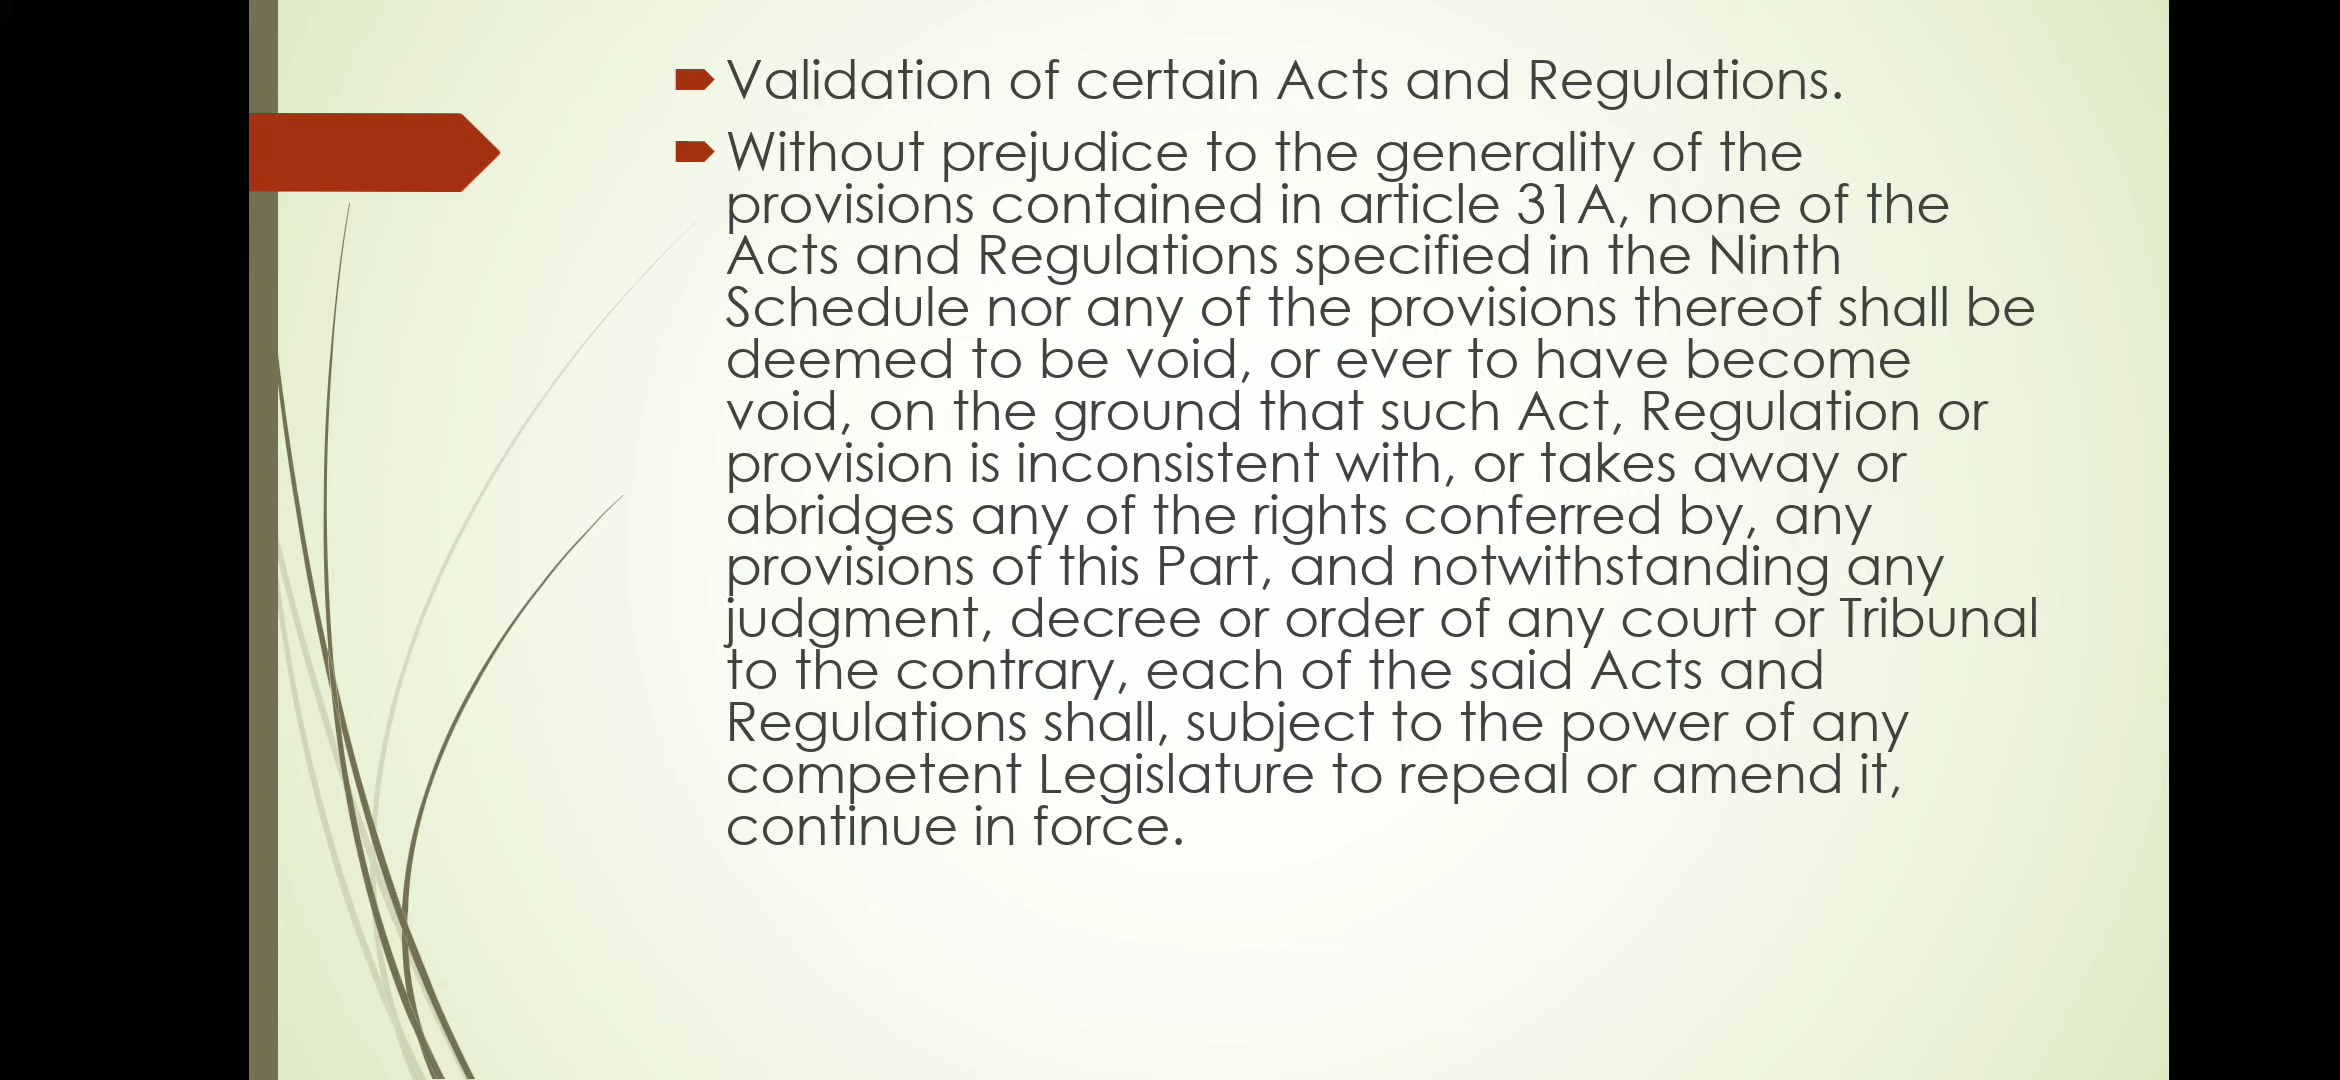 Validation of certain Acts and Regulations.
Without prejudice to the generality of the
provisions contained in article 31A, none of the
Acts and Regulations specified in the Ninth
Schedule nor any of the provisions thereof shall be
deemed to be void, or ever to have become
void, on the ground that such Act, Regulation or
provision is inconsistent with, or takes away or
abridges any of the rights conferred by, any
provisions of this Part, and notwithstanding any
judgment, decree or order of any court or Tribunal
to the contrary, each of the said Acts and
Regulations shall, subject to the power of any
competent Legislature to repeal or amend it,
continue in force.